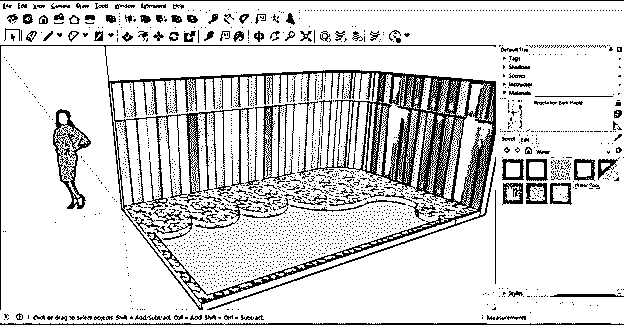 File Edit View Camera Draw Tools Window Extensions Help
Default Tray
Tags
Shadows
Scenes
Instructor
Materials
Select Edit
Water
Styles
Click or drag to select objects. Shift = Add/Subtract. Ctrl = Add. Shift + Ctrl = Subtract.
Measurements